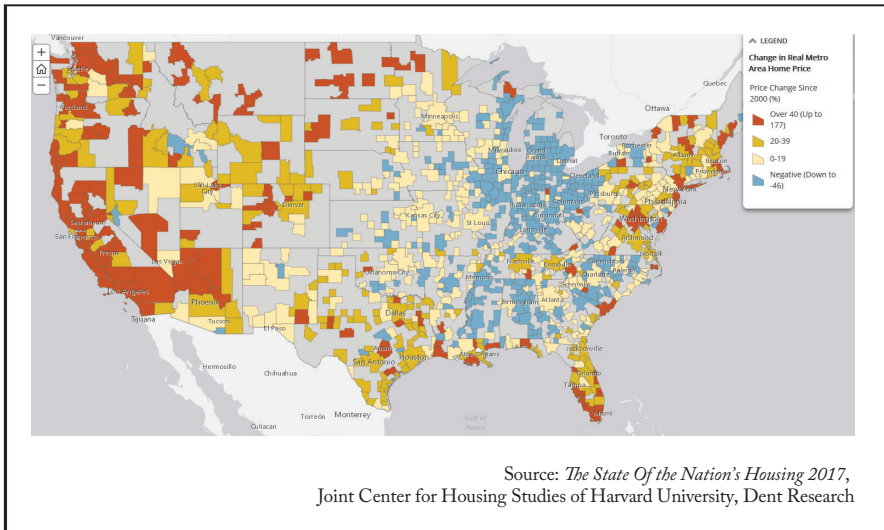 Vancouver
Seattle
Portland
Sacramento
San Francisco
Fresno
Las Vegas
Los Angeles
Tijuana
Phoenix
Tucson
El Paso
Salt Lake
City
Denver
Hermosillo
Chihuahua
Culiacan
Torreón
Monterrey
Minneapolis
Milwaukee
Grand
Rapids
Detroit
Chicago
Cleveland
Indianapolis
Columbus
Cincinnati
Louisville
Kansas City
St Louis
Oklahoma City
Memphis
Nashville
Knoxville
Birmingham
Atlanta
Greenville
Charlotte
Greensboro
Raleigh
Norfolk
Richmond
Washington
Philadelphia
Pittsburgh
New York
Providence
Boston
Albany
Rochester
Buffalo
Toronto
Ottawa
Quebec
Dallas
Austin
San Antonio
Houston
New Orleans
Jacksonville
Orlando
Tampa
Miami
Gulf of
Mexico
+
−
LEGEND
Change in Real Metro
Area Home Price
Price Change Since
2000 (%)
Over 40 (Up to
177)
20-39
0-19
Negative (Down to
-46)
Source: The State Of the Nation's Housing 2017,
Joint Center for Housing Studies of Harvard University, Dent Research